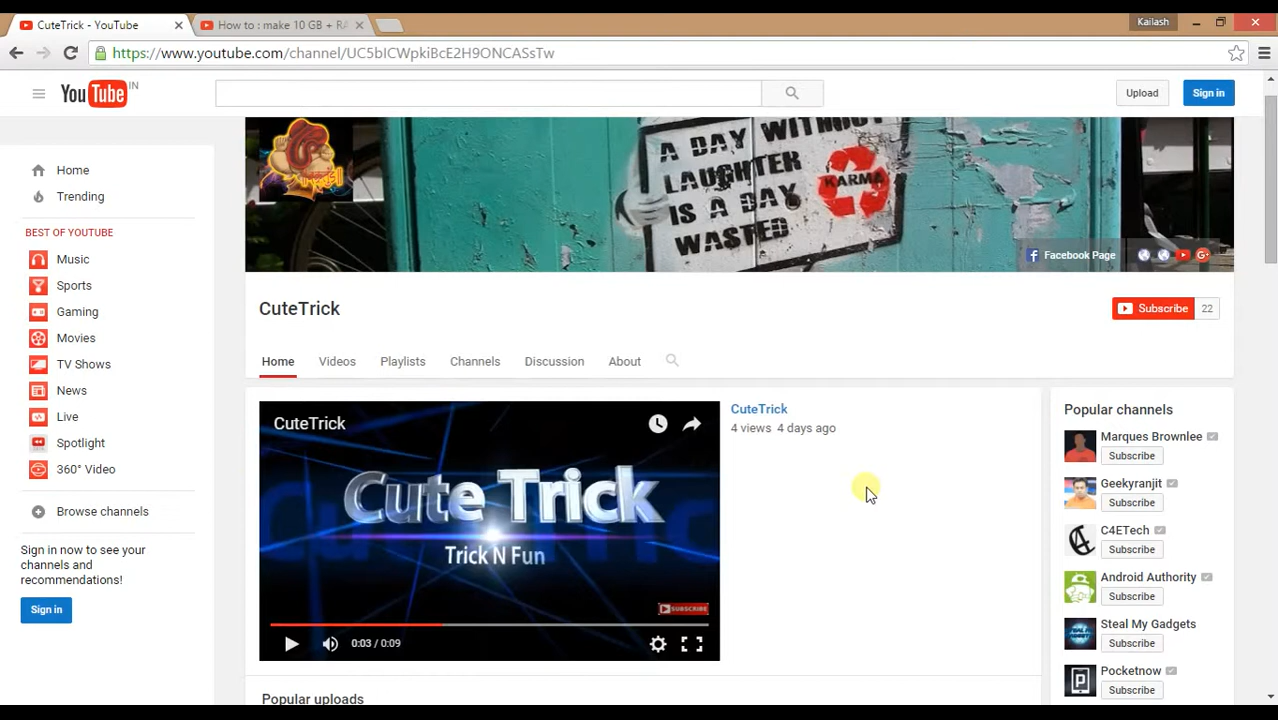 CuteTrick - YouTube
How to : make 10 GB + RA
Kailash
https://www.youtube.com/channel/UC5bICWpkiBcE2H9ONCASsTw
YouTube IN
Upload
Sign in
Home
Trending
BEST OF YOUTUBE
Music
Sports
Gaming
Movies
TV Shows
News
Live
Spotlight
360° Video
Browse channels
Sign in now to see your
channels and
recommendations!
Sign in
A DAY WITHOUT
LAUGHTER
IS A DAY
WASTED
KARMA
Facebook Page
CuteTrick
Subscribe 22
Home Videos Playlists Channels Discussion About
CuteTrick
Cute Trick
Trick N Fun
SUBSCRIBE
0:03 / 0:09
CuteTrick
4 views 4 days ago
Popular uploads
Popular channels
Marques Brownlee
Subscribe
Geekyranjit
Subscribe
C4ETech
Subscribe
Android Authority
Subscribe
Steal My Gadgets
Subscribe
Pocketnow
Subscribe